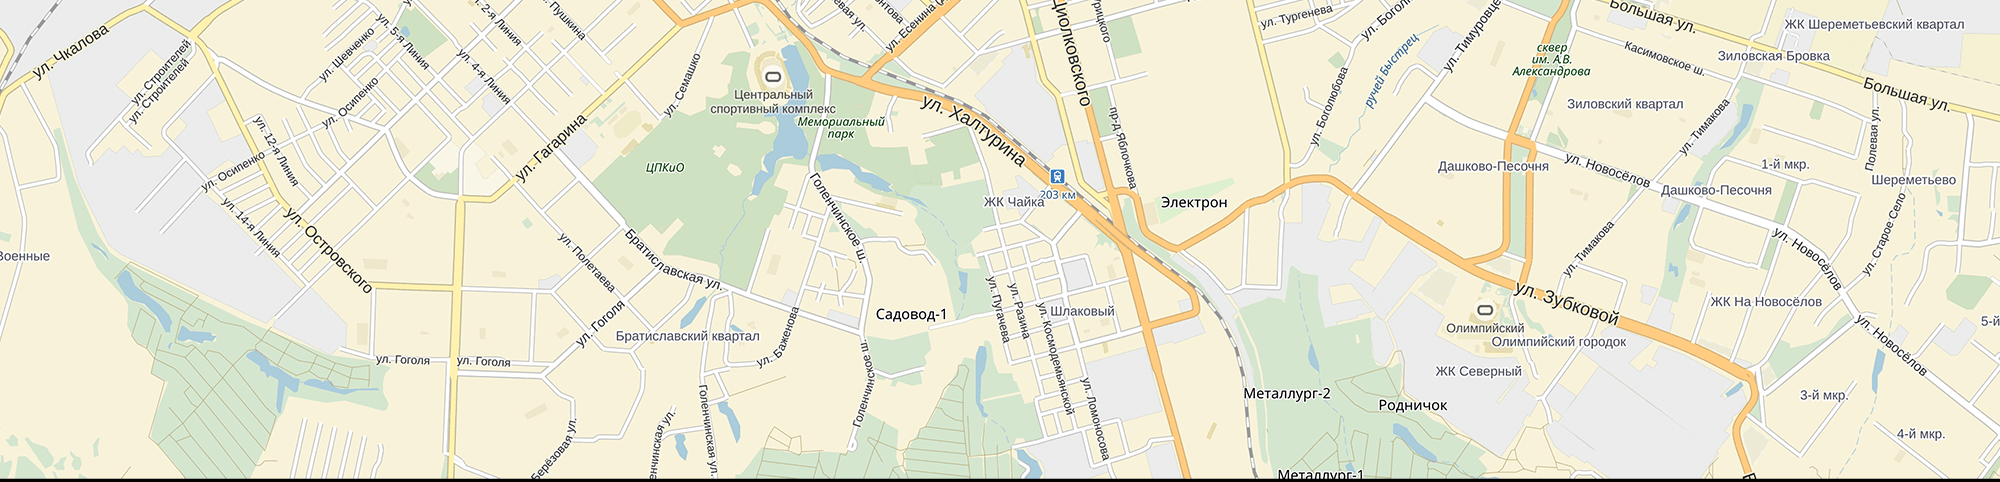 ул. Чкалова
ул. Строителей
ул. Строителей
ул. Шевченко
5-я Линия
2-я Линия
ул. Пушкина
ул. 4-я Линия
ул. Осипенко
ул. 12-я Линия
ул. Осипенко
ул. 14-я Линия
ул. Островского
ул. Гагарина
ул. Семашко
Центральный
спортивный комплекс
Мемориальный
парк
ЦПКиО
ул. Есенина
ул. Халтурина
Циолковского
пр-д Яблочкова
203 км
ЖК Чайка
Электрон
ул. Тургенева
ул. Боголюбова
ручей Быстрец
сквер
им. А.В.
Александрова
Большая ул.
Касимовское ш.
ЖК Шереметьевский квартал
Зиловская Бровка
Большая ул.
Зиловский квартал
ул. Тимакова
Полевая ул.
Дашково-Песочня
ул. Новосёлов
1-й мкр.
Дашково-Песочня
Шереметьево
ул. Старое Село
ул. Новосёлов
ул. Тимакова
ул. Зубковой
ЖК На Новосёлов
ул. Новосёлов
Олимпийский
Олимпийский городок
ЖК Северный
3-й мкр.
4-й мкр.
Родничок
Металлург-2
Металлург-1
Военные
ул. Полетаева
Братиславская ул.
Голенчинское ш.
ул. Гоголя
ул. Гоголя
ул. Гоголя
Братиславский квартал
ул. Баженова
Садовод-1
ул. Пугачева
ул. Разина
ул. Космодемьянской
Шлаковый
ул. Ломоносова
Голенчинское ш.
Голенчинская ул.
Берёзовая ул.